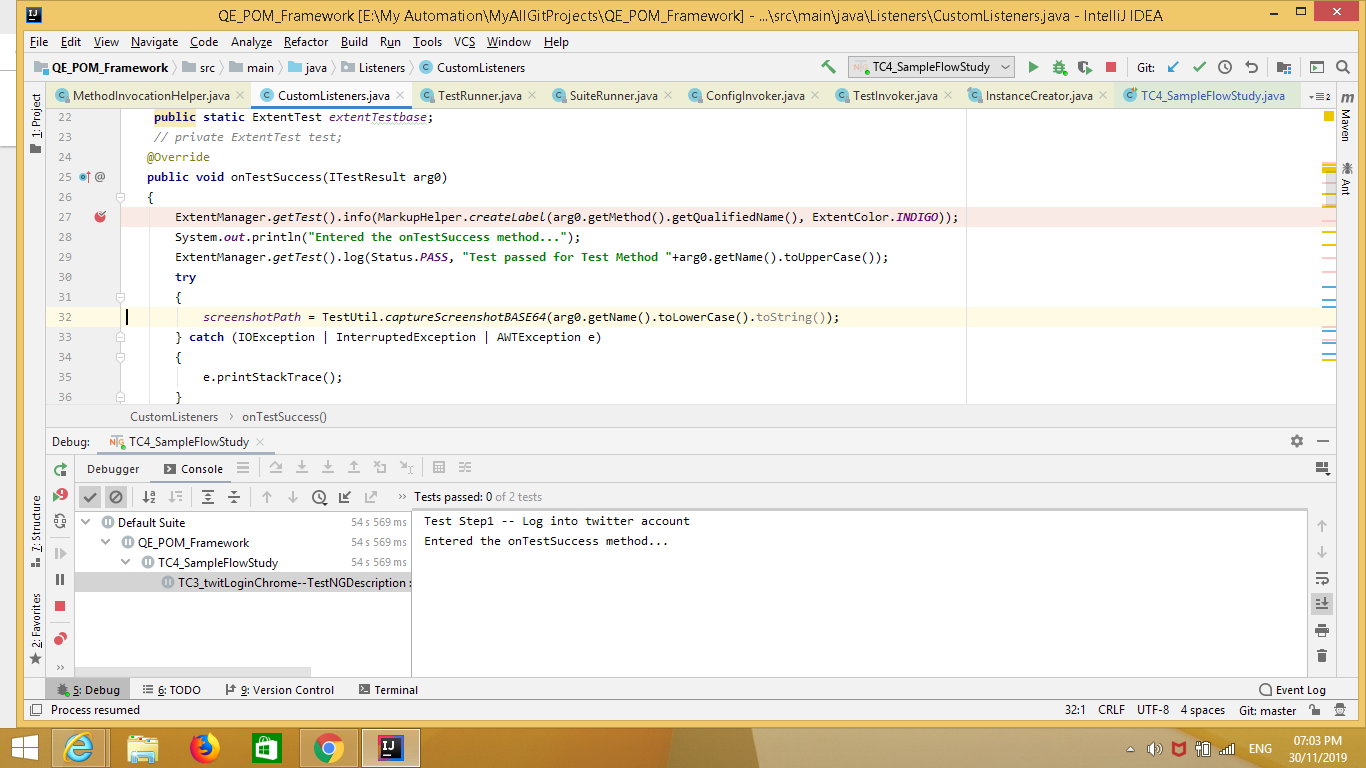 QE_POM_Framework [E:\My Automation\MyAllGitProjects\QE_POM_Framework] - ...\src\main\java\Listeners\CustomListeners.java - IntelliJ IDEA
File Edit View Navigate Code Analyze Refactor Build Run Tools VCS Window Help
QE_POM_Framework src main java Listeners CustomListeners TC4_SampleFlowStudy Git:
MethodInvocationHelper.java CustomListeners.java TestRunner.java SuiteRunner.java ConfigInvoker.java TestInvoker.java InstanceCreator.java TC4_SampleFlowStudy.java 2
1: Project
Maven
Ant
22 public static ExtentTest extentTestbase;
23 // private ExtentTest test;
24 @Override
25 @ public void onTestSuccess(ITestResult arg0)
26 {
27 ExtentManager.getTest().info(MarkupHelper.createLabel(arg0.getMethod().getQualifiedName(), ExtentColor.INDIGO));
28 System.out.println("Entered the onTestSuccess method...");
29 ExtentManager.getTest().log(Status.PASS, "Test passed for Test Method "+arg0.getName().toUpperCase());
30 try
31 {
32 screenshotPath = TestUtil.captureScreenshotBASE64(arg0.getName().toLowerCase().toString());
33 } catch (IOException | InterruptedException | AWTException e)
34 {
35 e.printStackTrace();
36 }
CustomListeners onTestSuccess()
Debug: TC4_SampleFlowStudy
Debugger Console
Tests passed: 0 of 2 tests
Default Suite 54 s 569 ms
QE_POM_Framework 54 s 569 ms
TC4_SampleFlowStudy 54 s 569 ms
TC3_twitLoginChrome--TestNGDescription :
Test Step1 -- Log into twitter account
Entered the onTestSuccess method...
7: Structure
2: Favorites
5: Debug 6: TODO 9: Version Control Terminal Event Log
Process resumed 32:1 CRLF UTF-8 4 spaces Git: master
ENG
07:03 PM
30/11/2019